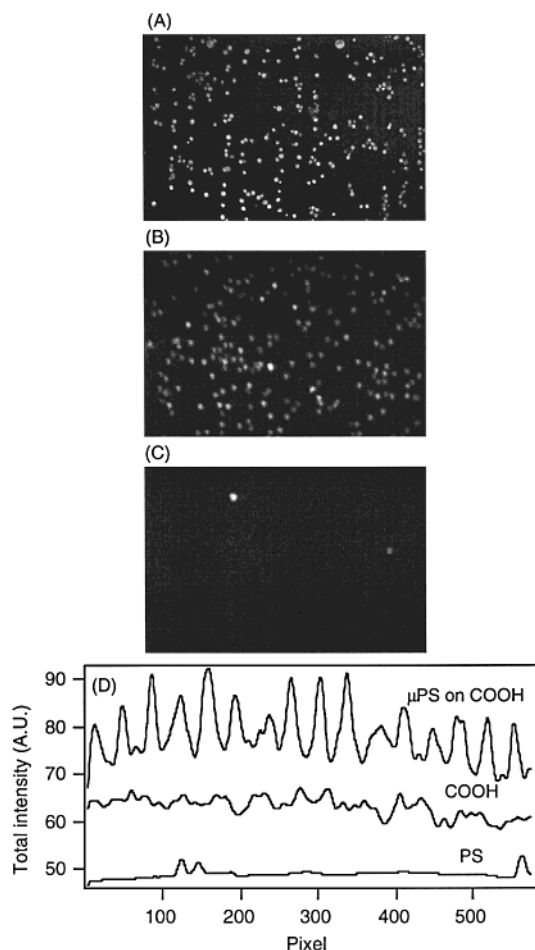 (A)
(B)
(C)
(D)
90
80
70
60
50
Total intensity (A.U.)
μPS on COOH
COOH
PS
100
200
300
400
500
Pixel